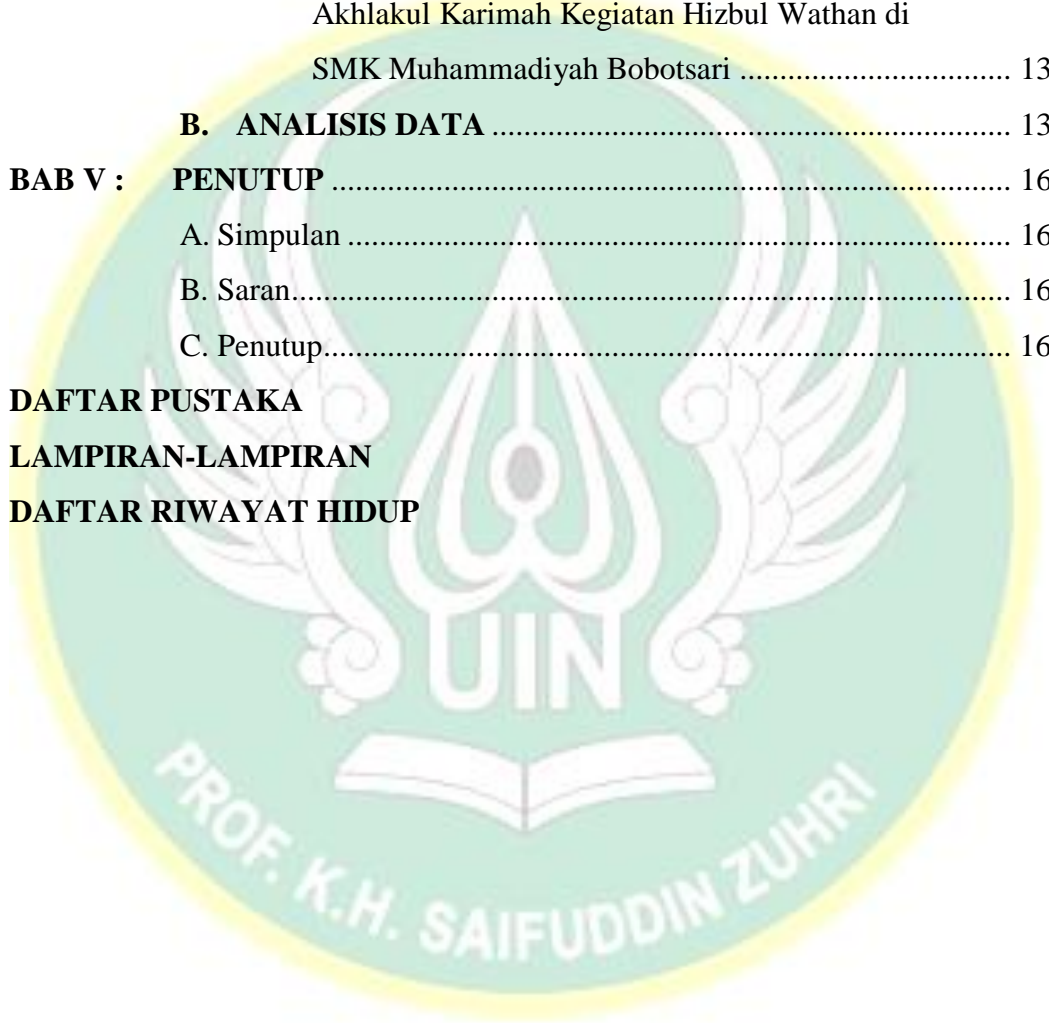 Akhlakul Karimah Kegiatan Hizbul Wathan di
SMK Muhammadiyah Bobotsari .................................. 13
B. ANALISIS DATA ................................................................ 13
BAB V : PENUTUP ..................................................................................... 16
A. Simpulan .................................................................................... 16
B. Saran........................................................................................... 16
C. Penutup....................................................................................... 16
DAFTAR PUSTAKA
LAMPIRAN-LAMPIRAN
DAFTAR RIWAYAT HIDUP
UIN
PROF. K.H. SAIFUDDIN ZUHRI